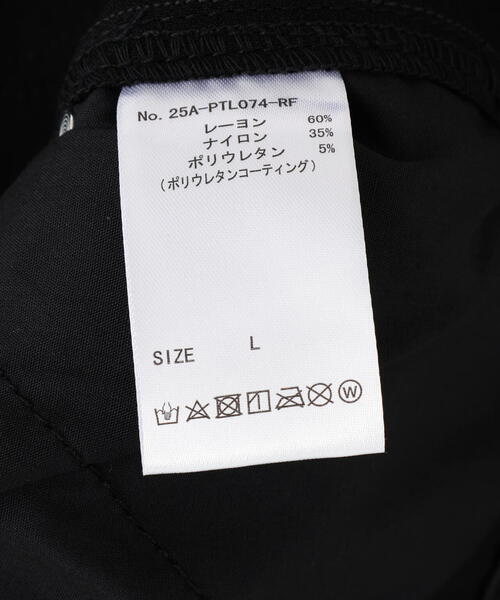 No. 25A-PTL074-RF
レーヨン 60%
ナイロン 35%
ポリウレタン 5%
(ポリウレタンコーティング)
SIZE L
W